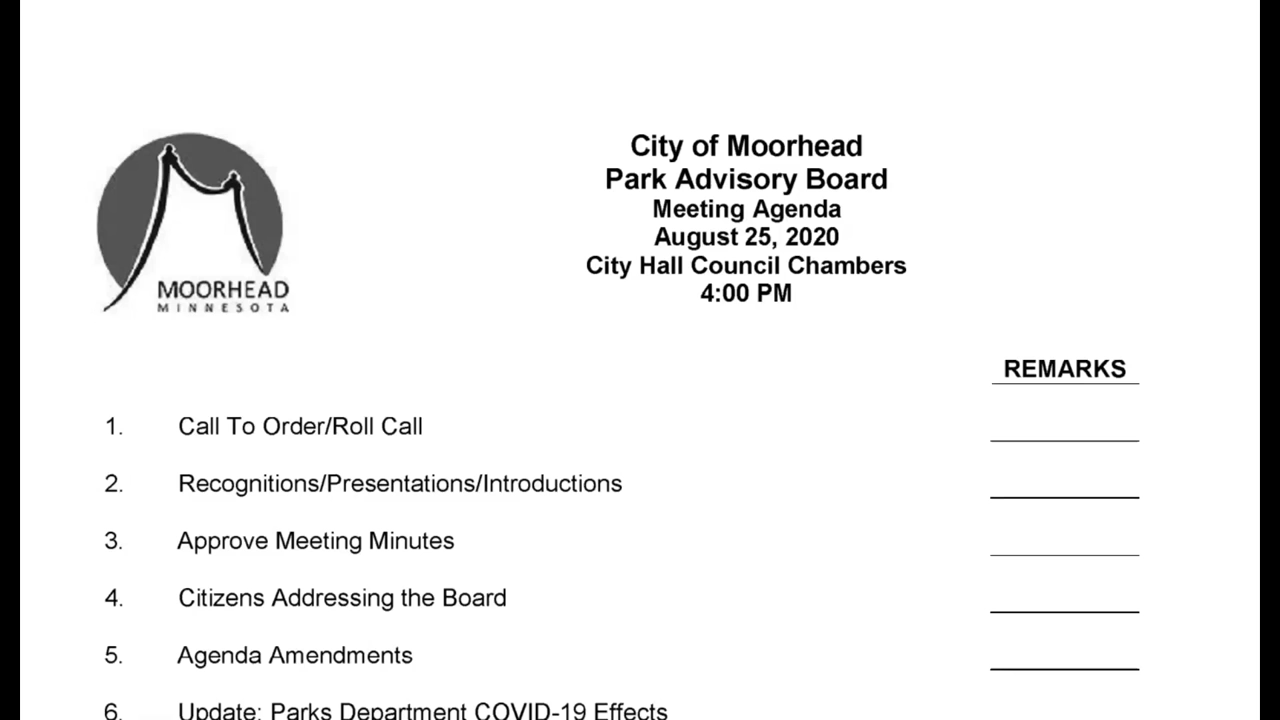 MOORHEAD
MINNESOTA
City of Moorhead
Park Advisory Board
Meeting Agenda
August 25, 2020
City Hall Council Chambers
4:00 PM
REMARKS
1. Call To Order/Roll Call
2. Recognitions/Presentations/Introductions
3. Approve Meeting Minutes
4. Citizens Addressing the Board
5. Agenda Amendments
6. Update: Parks Department COVID-19 Effects